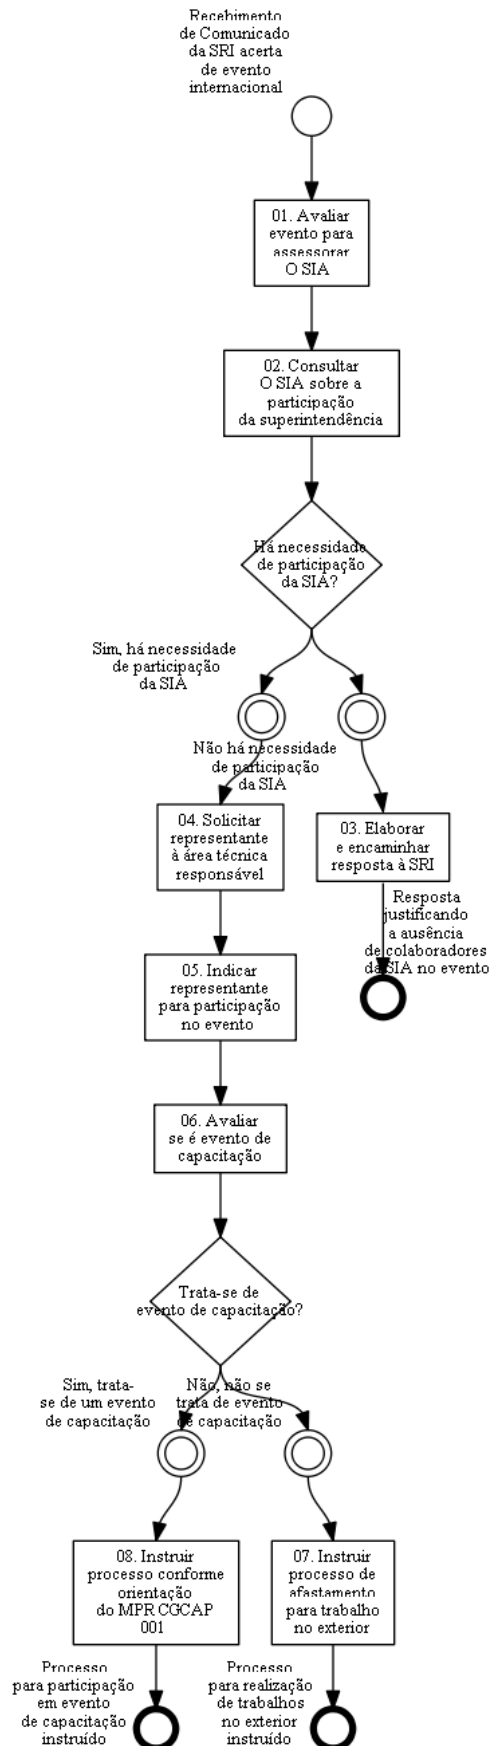 Recebimento
de Comunicado
da SRI acerta
de evento
internacional
01. Avaliar
evento para
assessorar
O SIA
02. Consultar
O SIA sobre a
participação
da superintendência
Há necessidade
de participação
da SIA?
Sim, há necessidade
de participação
da SIA
Não há necessidade
de participação
da SIA
04. Solicitar
representante
à área técnica
responsável
03. Elaborar
e encaminhar
resposta à SRI
Resposta
justificando
a ausência
de colaboradores
da SIA no evento
05. Indicar
representante
para participação
no evento
06. Avaliar
se é evento de
capacitação
Trata-se de
evento de capacitação?
Sim, trata-
se de um evento
de capacitação
Não, não se
trata de evento
de capacitação
08. Instruir
processo conforme
orientação
do MPR CGCAP
001
07. Instruir
processo de
afastamento
para trabalho
no exterior
Processo
para participação
em evento
de capacitação
instruído
Processo
para realização
de trabalhos
no exterior
instruído